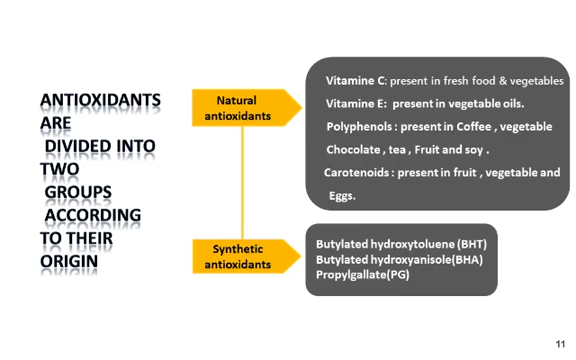 ANTIOXIDANTS
ARE
DIVIDED INTO
TWO
GROUPS
ACCORDING
TO THEIR
ORIGIN
Natural
antioxidants
Vitamine C: present in fresh food & vegetables
Vitamine E: present in vegetable oils.
Polyphenols : present in Coffee , vegetable
Chocolate , tea , Fruit and soy .
Carotenoids : present in fruit , vegetable and
Eggs.
Synthetic
antioxidants
Butylated hydroxytoluene (BHT)
Butylated hydroxyanisole(BHA)
Propylgallate(PG)
11